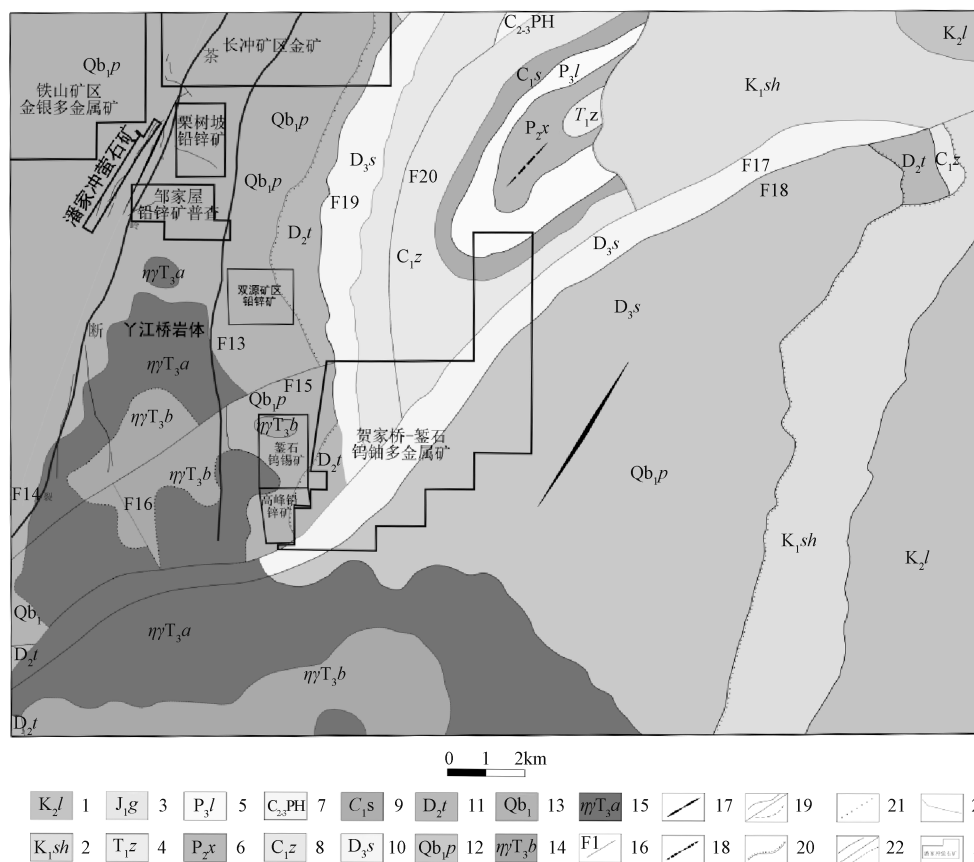 C₂₋₃PH
K₂l
茶
长冲矿区金矿
Qb₁p
铁山矿区
金银多金属矿
C₁s
P₃l
K₁sh
栗树坡
铅锌矿
Qb₁p
T₁z
P₂x
潘家冲萤石矿
D₃s
F20
F17
D₂t
C₁z
F18
Qb₁p
邹家屋
铅锌矿普查
F19
D₂t
D₃s
C₁z
ηγT₃a
双源矿区
铅锌矿
D₃s
丫江桥岩体
断
F13
ηγT₃a
F15
Qb₁p
ηγT₃b
ηγT₃b
贺家桥-錾石
钨铀多金属矿
錾石
钨锡矿
D₂t
ηγT₃b
Qb₁p
F14
F16
高峰铅
锌矿
K₁sh
K₂l
Qb₁
ηγT₃a
D₂t
ηγT₃b
D₂t
0 1 2km
K₂l 1 J₁g 3 P₃l 5 C₂₋₃PH 7 C₁s 9 D₂t 11 Qb₁ 13 ηγT₃a 15 17 19 21
K₁sh 2 T₁z 4 P₂x 6 C₁z 8 D₃s 10 Qb₁p 12 ηγT₃b 14 F1 16 18 20 22